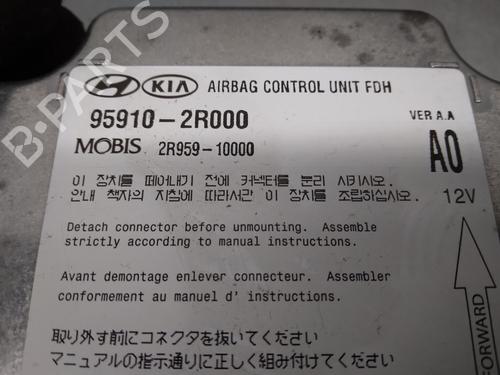 HYUNDAI KIA AIRBAG CONTROL UNIT FDH
95910-2R000 VER A.A
MOBIS 2R959-10000 A0
이 장치를 떼어내기 전에 커넥터를 분리 시키시오.
안내 책자의 지침에 따라서만 이 장치를 조립하십시오. 12V
Detach connector before unmounting. Assemble
strictly according to manual instructions.
Avant demontage enlever connecteur. Assembler
conformement au manuel d' instructions.
FORWARD
取り外す前にコネクタを抜いてください
マニュアルの指示通りに正しく組み付けてください
B-PARTS